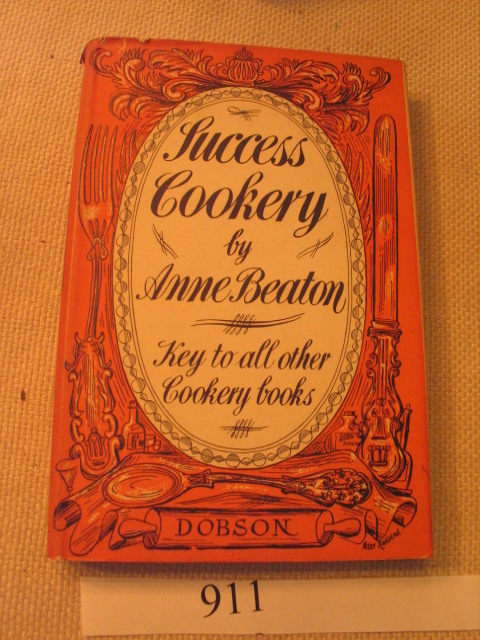 Success
Cookery
by
Anne Beaton
Key to all other
Cookery books
DOBSON
911